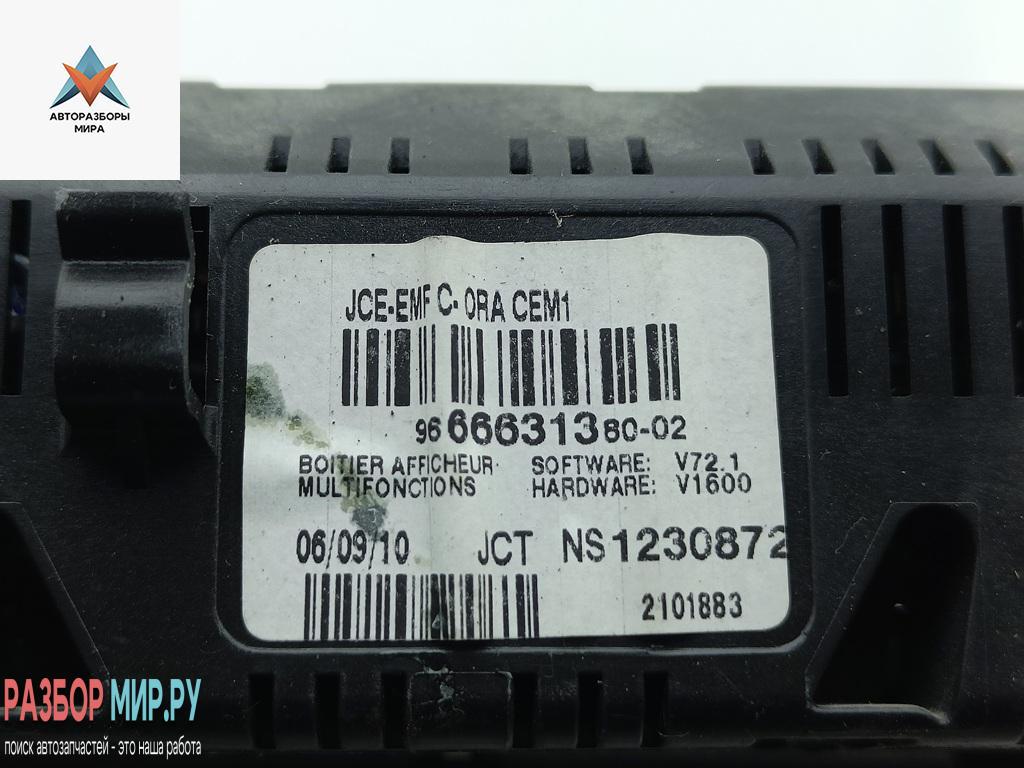 АВТОРАЗБОРЫ
МИРА
JCE-EMF C- ORA CEM1
96 666313 80-02
BOITIER AFFICHEUR SOFTWARE: V72.1
MULTIFONCTIONS HARDWARE: V1600
06/09/10 JCT NS1230872
2101883
РАЗБОР МИР.РУ
поиск автозапчастей - это наша работа